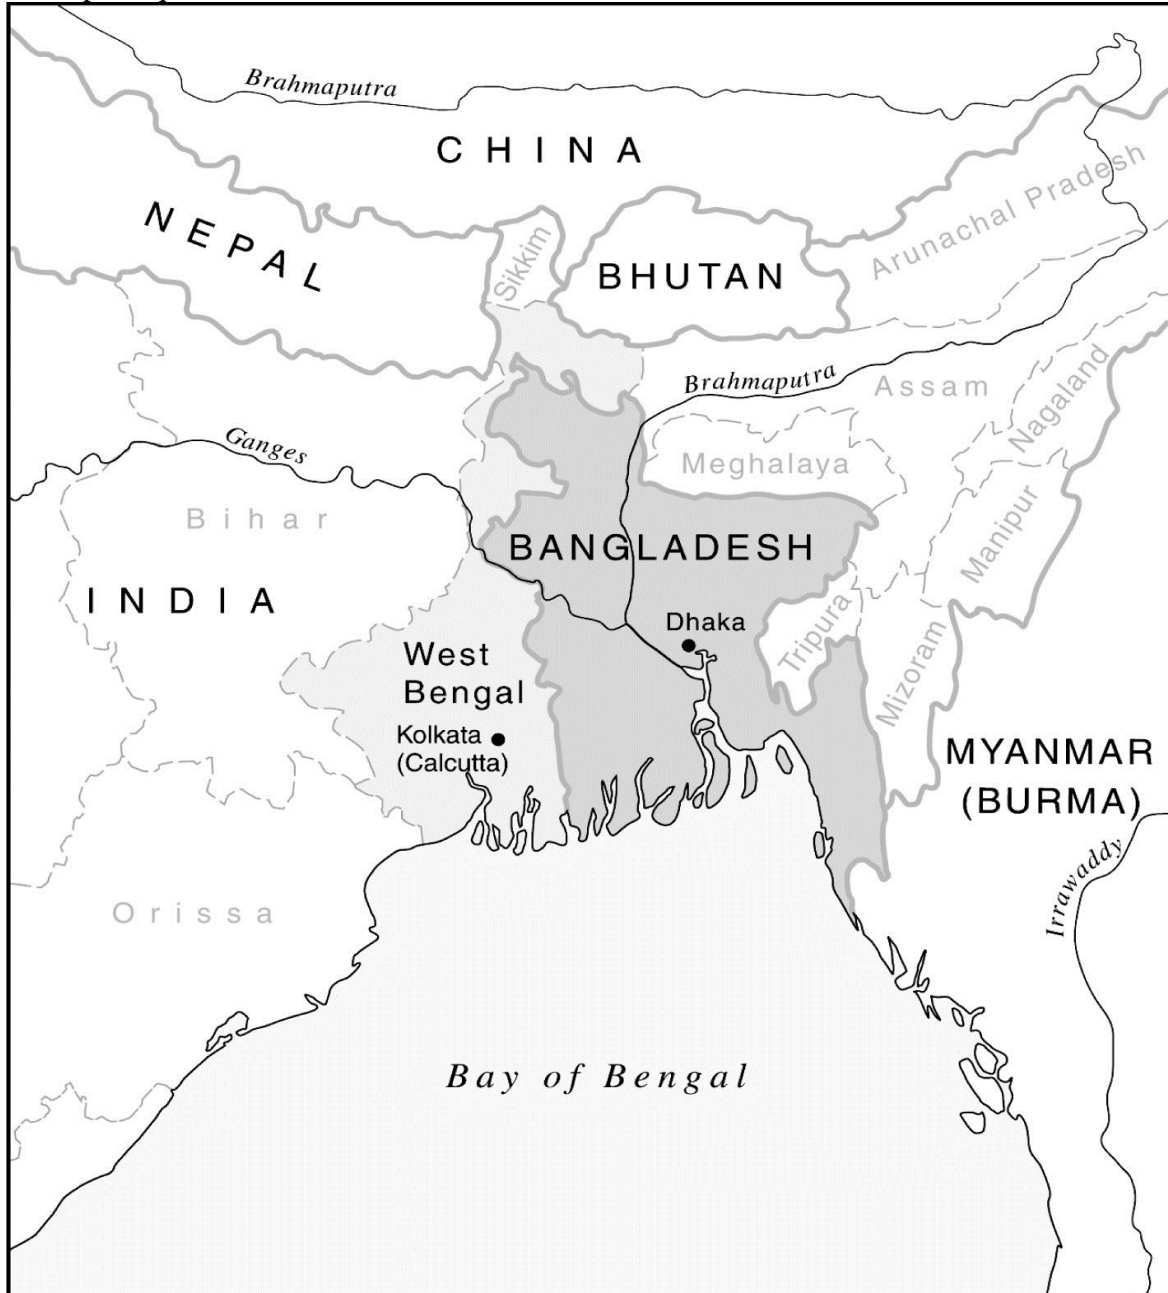 Brahmaputra
CHINA
NEPAL
Sikkim
BHUTAN
Arunachal Pradesh
Brahmaputra
Assam
Nagaland
Ganges
Meghalaya
Bihar
Manipur
BANGLADESH
INDIA
Dhaka
Tripura
West
Bengal
Mizoram
Kolkata
(Calcutta)
MYANMAR
(BURMA)
Irrawaddy
Orissa
Bay of Bengal